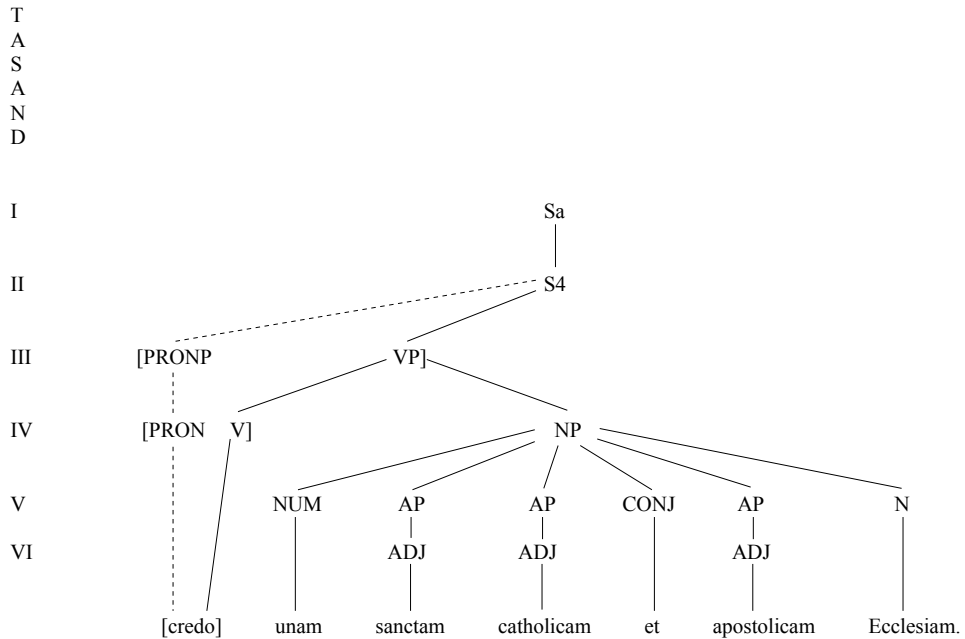 T
A
S
A
N
D
I Sa
II S4
III [PRONP VP]
IV [PRON V] NP
V NUM AP AP CONJ AP N
VI ADJ ADJ ADJ
[credo] unam sanctam catholicam et apostolicam Ecclesiam.